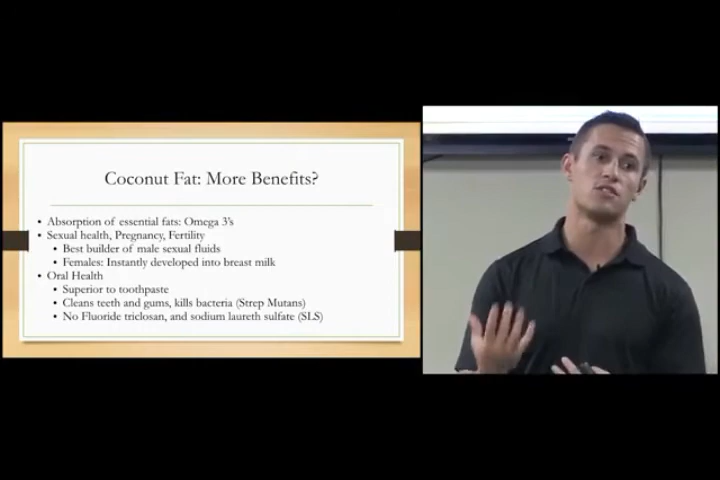 Coconut Fat: More Benefits?
• Absorption of essential fats: Omega 3's
• Sexual health, Pregnancy, Fertility
• Best builder of male sexual fluids
• Females: Instantly developed into breast milk
• Oral Health
• Superior to toothpaste
• Cleans teeth and gums, kills bacteria (Strep Mutans)
• No Fluoride triclosan, and sodium laureth sulfate (SLS)